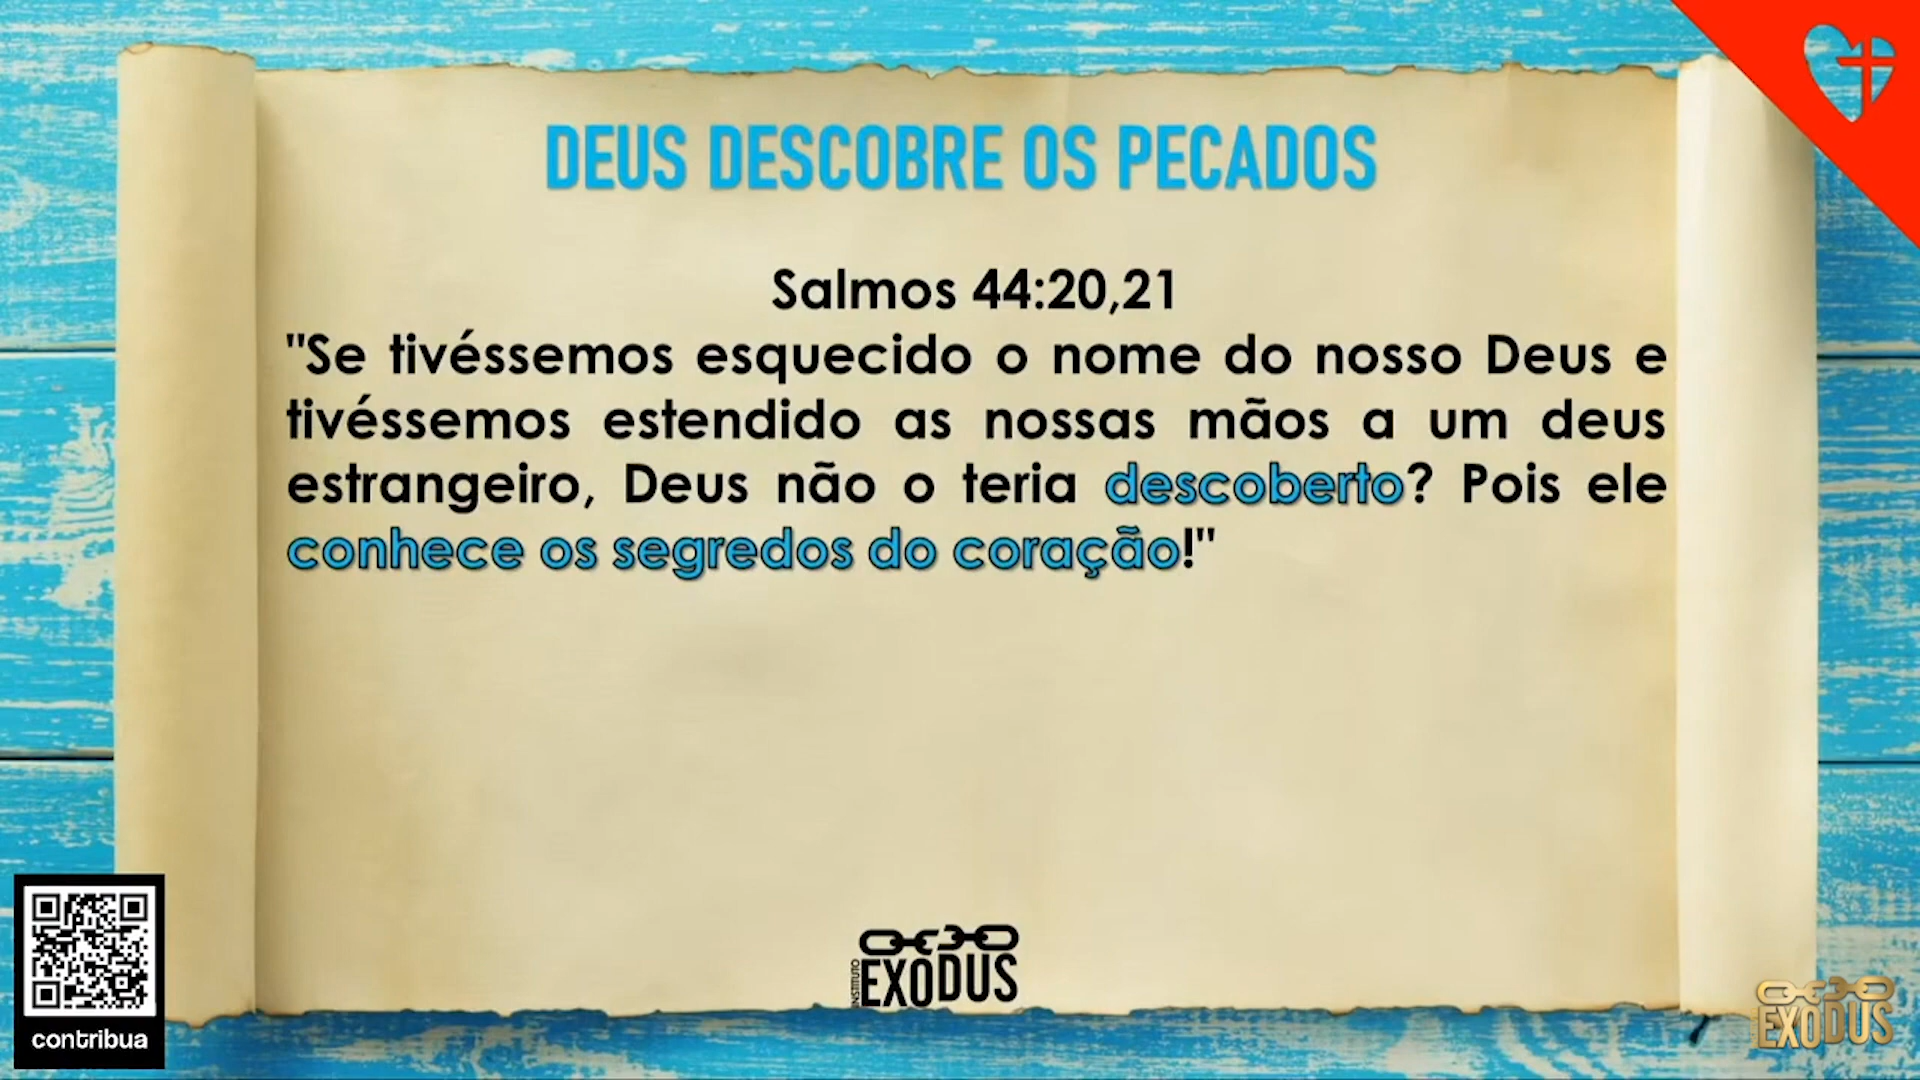 DEUS DESCOBRE OS PECADOS
Salmos 44:20,21
"Se tivéssemos esquecido o nome do nosso Deus e
tivéssemos estendido as nossas mãos a um deus
estrangeiro, Deus não o teria descoberto? Pois ele
conhece os segredos do coração!"
INSTITUTO
EXODUS
contribua
EXODUS